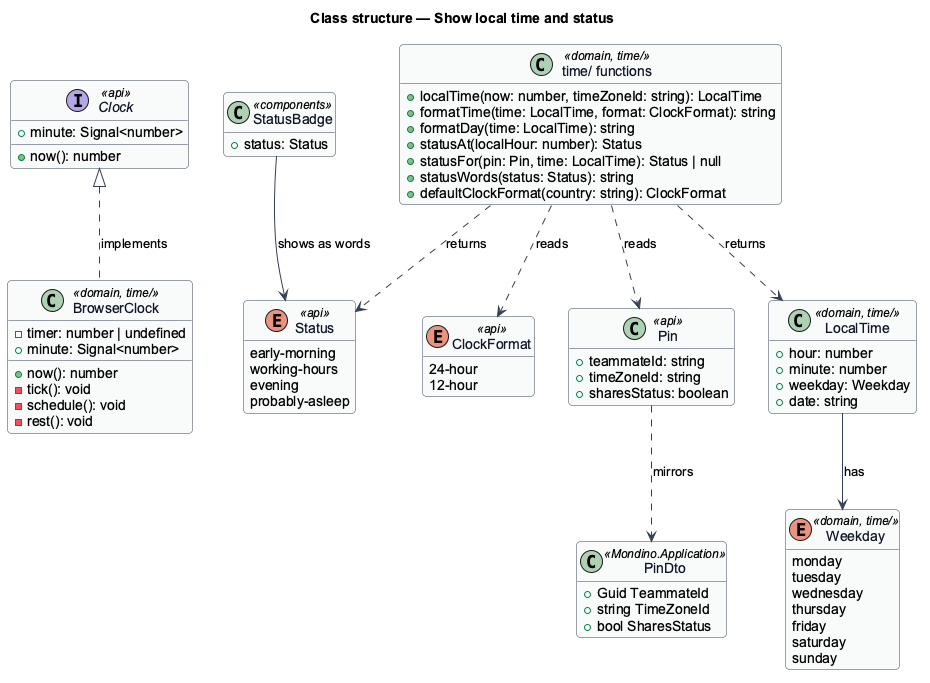 Class structure — Show local time and status
«api»
I
Clock
minute: Signal<number>
now(): number
«components»
C
StatusBadge
status: Status
«domain, time/»
C
time/ functions
localTime(now: number, timeZoneId: string): LocalTime
formatTime(time: LocalTime, format: ClockFormat): string
formatDay(time: LocalTime): string
statusAt(localHour: number): Status
statusFor(pin: Pin, time: LocalTime): Status | null
statusWords(status: Status): string
defaultClockFormat(country: string): ClockFormat
implements
shows as words
returns
reads
reads
returns
«domain, time/»
C
BrowserClock
timer: number | undefined
minute: Signal<number>
now(): number
tick(): void
schedule(): void
rest(): void
«api»
E
Status
early-morning
working-hours
evening
probably-asleep
«api»
E
ClockFormat
24-hour
12-hour
«api»
C
Pin
teammateId: string
timeZoneId: string
sharesStatus: boolean
«domain, time/»
C
LocalTime
hour: number
minute: number
weekday: Weekday
date: string
mirrors
has
«Mondino.Application»
C
PinDto
Guid TeammateId
string TimeZoneId
bool SharesStatus
«domain, time/»
E
Weekday
monday
tuesday
wednesday
thursday
friday
saturday
sunday